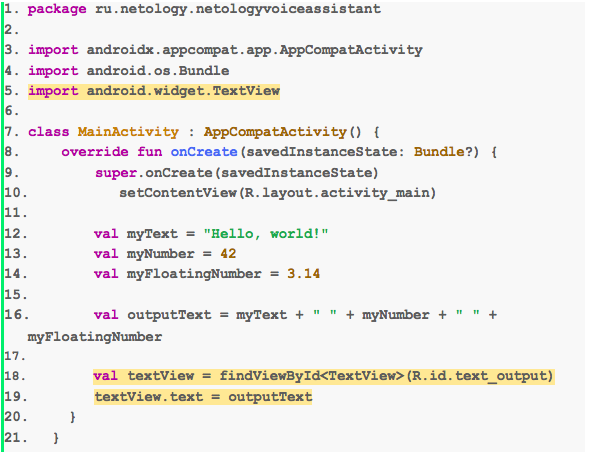 1. package ru.netology.netologyvoiceassistant
2.
3. import androidx.appcompat.app.AppCompatActivity
4. import android.os.Bundle
5. import android.widget.TextView
6.
7. class MainActivity : AppCompatActivity() {
8.     override fun onCreate(savedInstanceState: Bundle?) {
9.         super.onCreate(savedInstanceState)
10.            setContentView(R.layout.activity_main)
11.
12.        val myText = "Hello, world!"
13.        val myNumber = 42
14.        val myFloatingNumber = 3.14
15.
16.        val outputText = myText + " " + myNumber + " " +
myFloatingNumber
17.
18.        val textView = findViewById<TextView>(R.id.text_output)
19.        textView.text = outputText
20.     }
21.   }